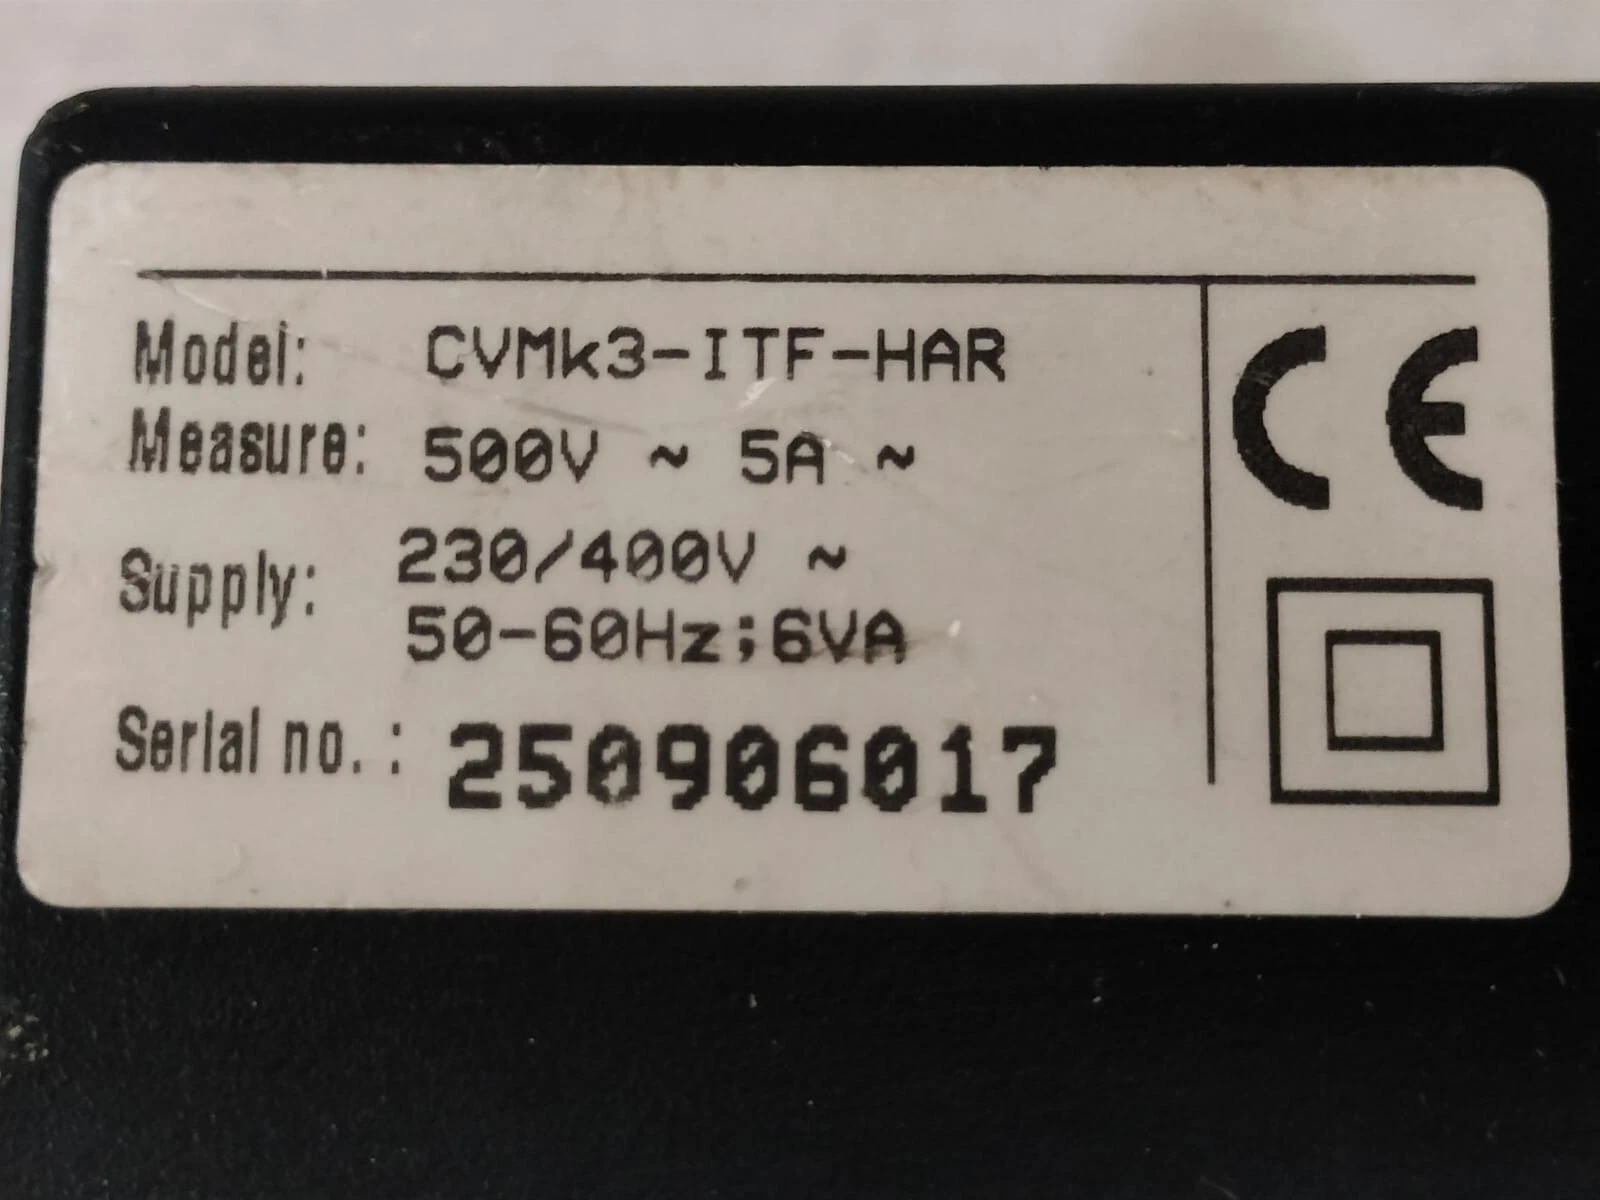 Model: CVMk3-ITF-HAR
Measure: 500V ~ 5A ~
Supply: 230/400V ~
50-60Hz;6VA
Serial no.: 250906017
CE